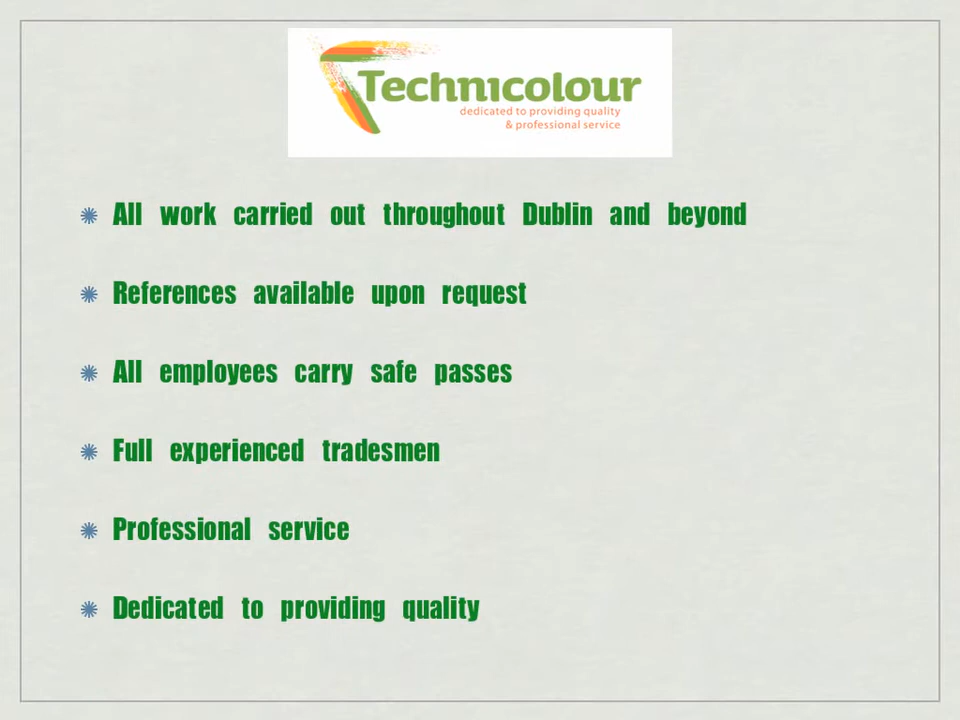 Technicolour
dedicated to providing quality
& professional service
All work carried out throughout Dublin and beyond
References available upon request
All employees carry safe passes
Full experienced tradesmen
Professional service
Dedicated to providing quality